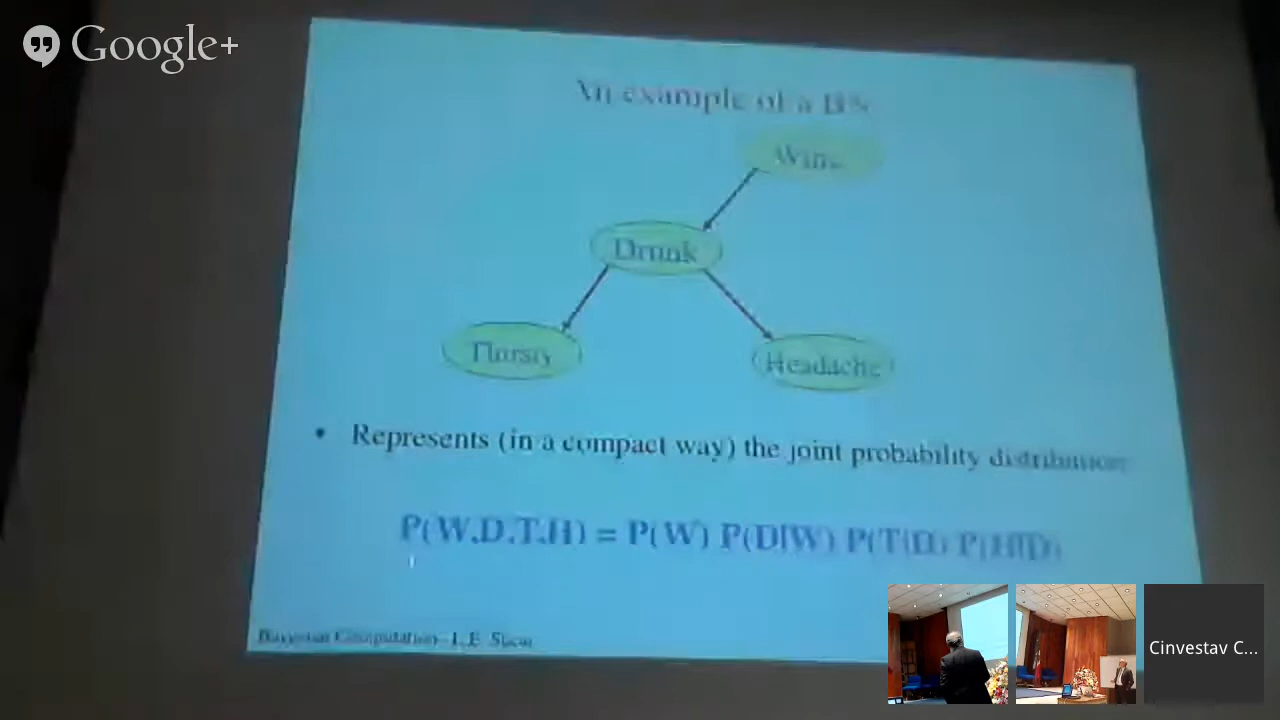 Google+
An example of a BN
Wine
Drunk
Thirsty
Headache
• Represents (in a compact way) the joint probability distribution:
P(W,D,T,H) = P(W) P(D|W) P(T|D) P(H|D)
Bayesian Computation- L.E. Sucar
Cinvestav C...